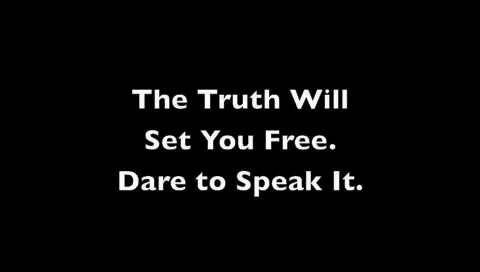 The Truth Will
Set You Free.
Dare to Speak It.